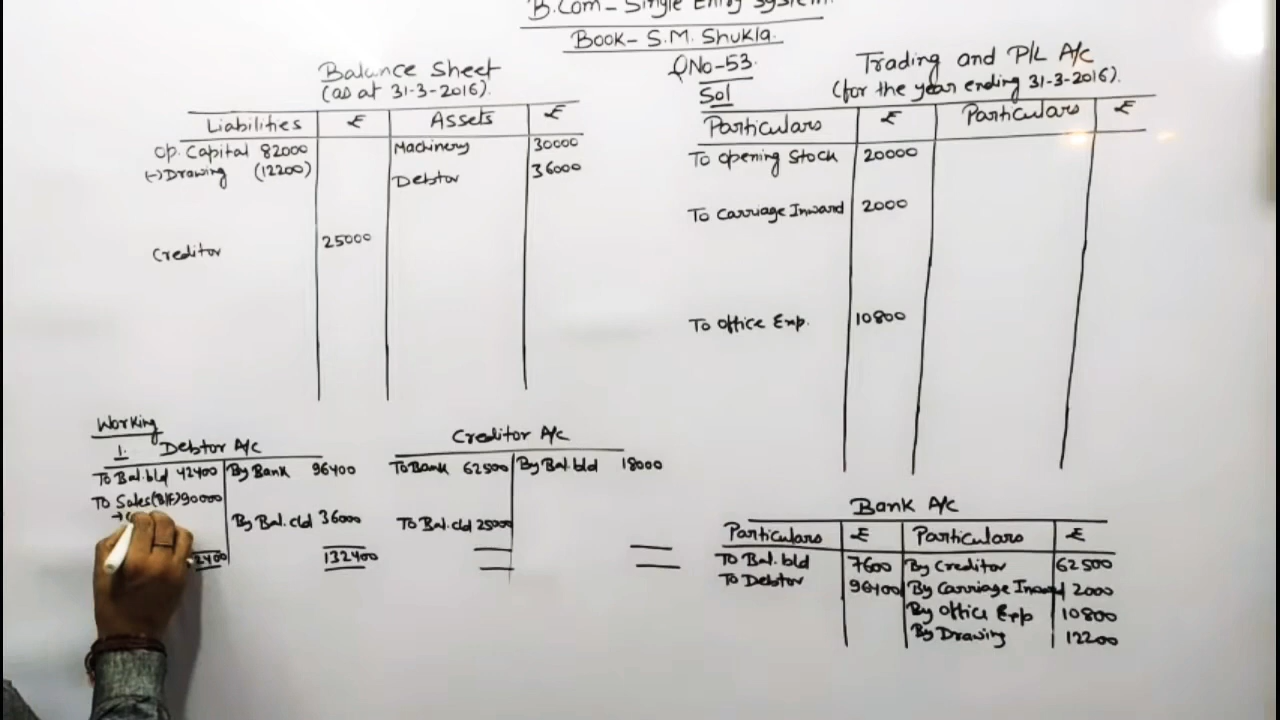 B.Com - Single Entry System
Book - S.M. Shukla.
QNo-53.
Sol
Balance Sheet
(as at 31-3-2016).
Liabilities ₹ Assets ₹
Op. Capital 82000 Machinery 30000
(-) Drawing (12200) Debtor 36000
Creditor 25000
Trading and P/L A/c
(for the year ending 31-3-2016).
Particulars ₹ Particulars ₹
To Opening Stock 20000
To Carriage Inward 2000
To Office Exp. 10800
Working
1. Debtor A/c
To Bal. b/d 42400 By Bank 96400
To Sales (B/F) 90000
By Bal. c/d 36000
2400 132400
Creditor A/c
To Bank 62500 By Bal. b/d 18000
To Bal. c/d 25000
Bank A/c
Particulars ₹ Particulars ₹
To Bal. b/d 7600 By Creditor 62500
To Debtor 96400 By Carriage Inward 2000
By Office Exp 10800
By Drawing 12200